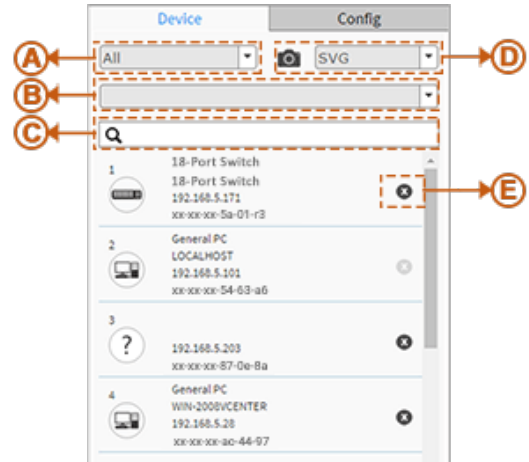 Device Config
A All SVG D
B
C
1 18-Port Switch
18-Port Switch
192.168.5.171 E
xx-xx-xx-5a-01-r3
2 General PC
LOCALHOST
192.168.5.101
xx-xx-xx-54-63-a6
3
?
192.168.5.203
xx-xx-xx-87-0e-8a
4 General PC
WIN-2008VCENTER
192.168.5.28
xx-xx-xx-ac-44-97